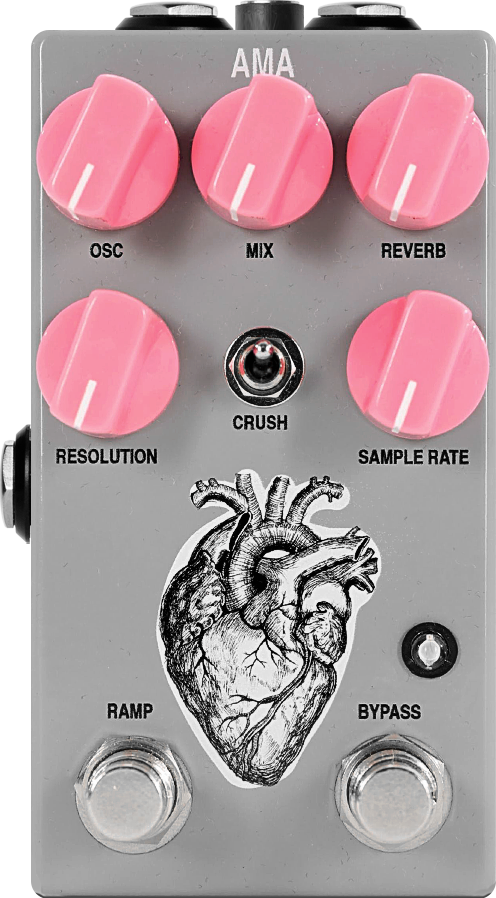 AMA
OSC MIX REVERB
CRUSH
RESOLUTION SAMPLE RATE
RAMP BYPASS